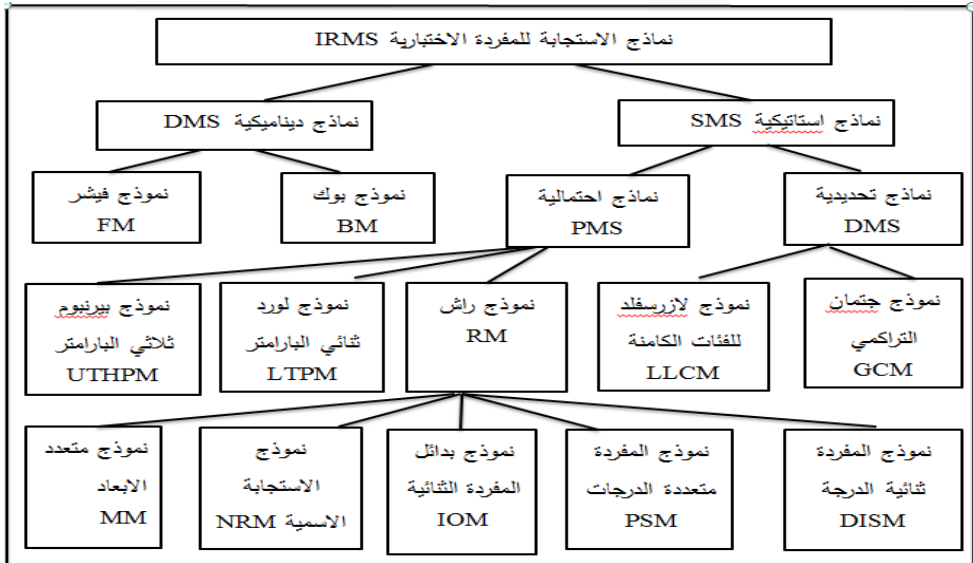 نماذج الاستجابة للمفردة الاختبارية IRMS
نماذج استاتيكية SMS
نماذج ديناميكية DMS
نماذج تحديدية
DMS
نماذج احتمالية
PMS
نموذج بوك
BM
نموذج فيشر
FM
نموذج جتمان
التراكمي
GCM
نموذج لازرسفلد
للفئات الكامنة
LLCM
نموذج راش
RM
نموذج لورد
ثنائي البارامتر
LTPM
نموذج بيرنبوم
ثلاثي البارامتر
UTHPM
نموذج المفردة
ثنائية الدرجة
DISM
نموذج المفردة
متعددة الدرجات
PSM
نموذج بدائل
المفردة الثنائية
IOM
نموذج
الاستجابة
الاسمية NRM
نموذج متعدد
الابعاد
MM